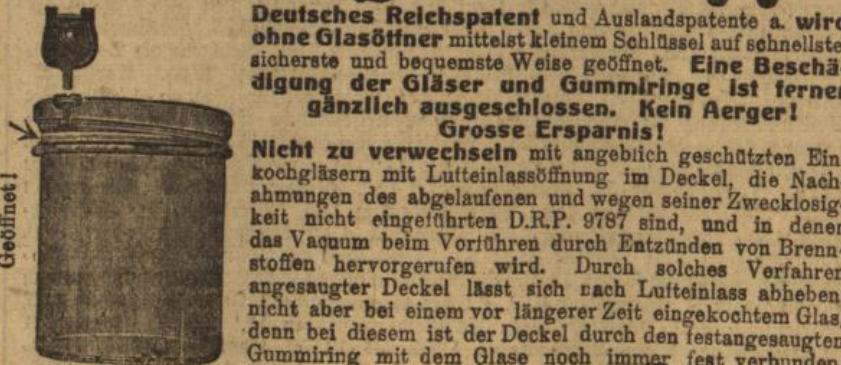 Deutsches Reichspatent und Auslandspatente a. wird
ohne Glasöffner mittelst kleinem Schlüssel auf schnellste
sicherste und bequemste Weise geöffnet. Eine Beschä-
digung der Gläser und Gummiringe ist ferner
gänzlich ausgeschlossen. Kein Aerger!
Grosse Ersparnis!
Nicht zu verwechseln mit angeblich geschützten Ein-
kochgläsern mit Lufteinlassöffnung im Deckel, die Nach-
ahmungen des abgelaufenen und wegen seiner Zwecklosig-
keit nicht eingeführten D.R.P. 9787 sind, und in denen
das Vaquum beim Vorführen durch Entzünden von Brenn-
stoffen hervorgerufen wird. Durch solches Verfahren
angesaugter Deckel lässt sich nach Lufteinlass abheben,
nicht aber bei einem vor längerer Zeit eingekochtem Glas,
denn bei diesem ist der Deckel durch den festangesaugten
Gummiring mit dem Glase noch immer fest verbunden.
Geöffnet!